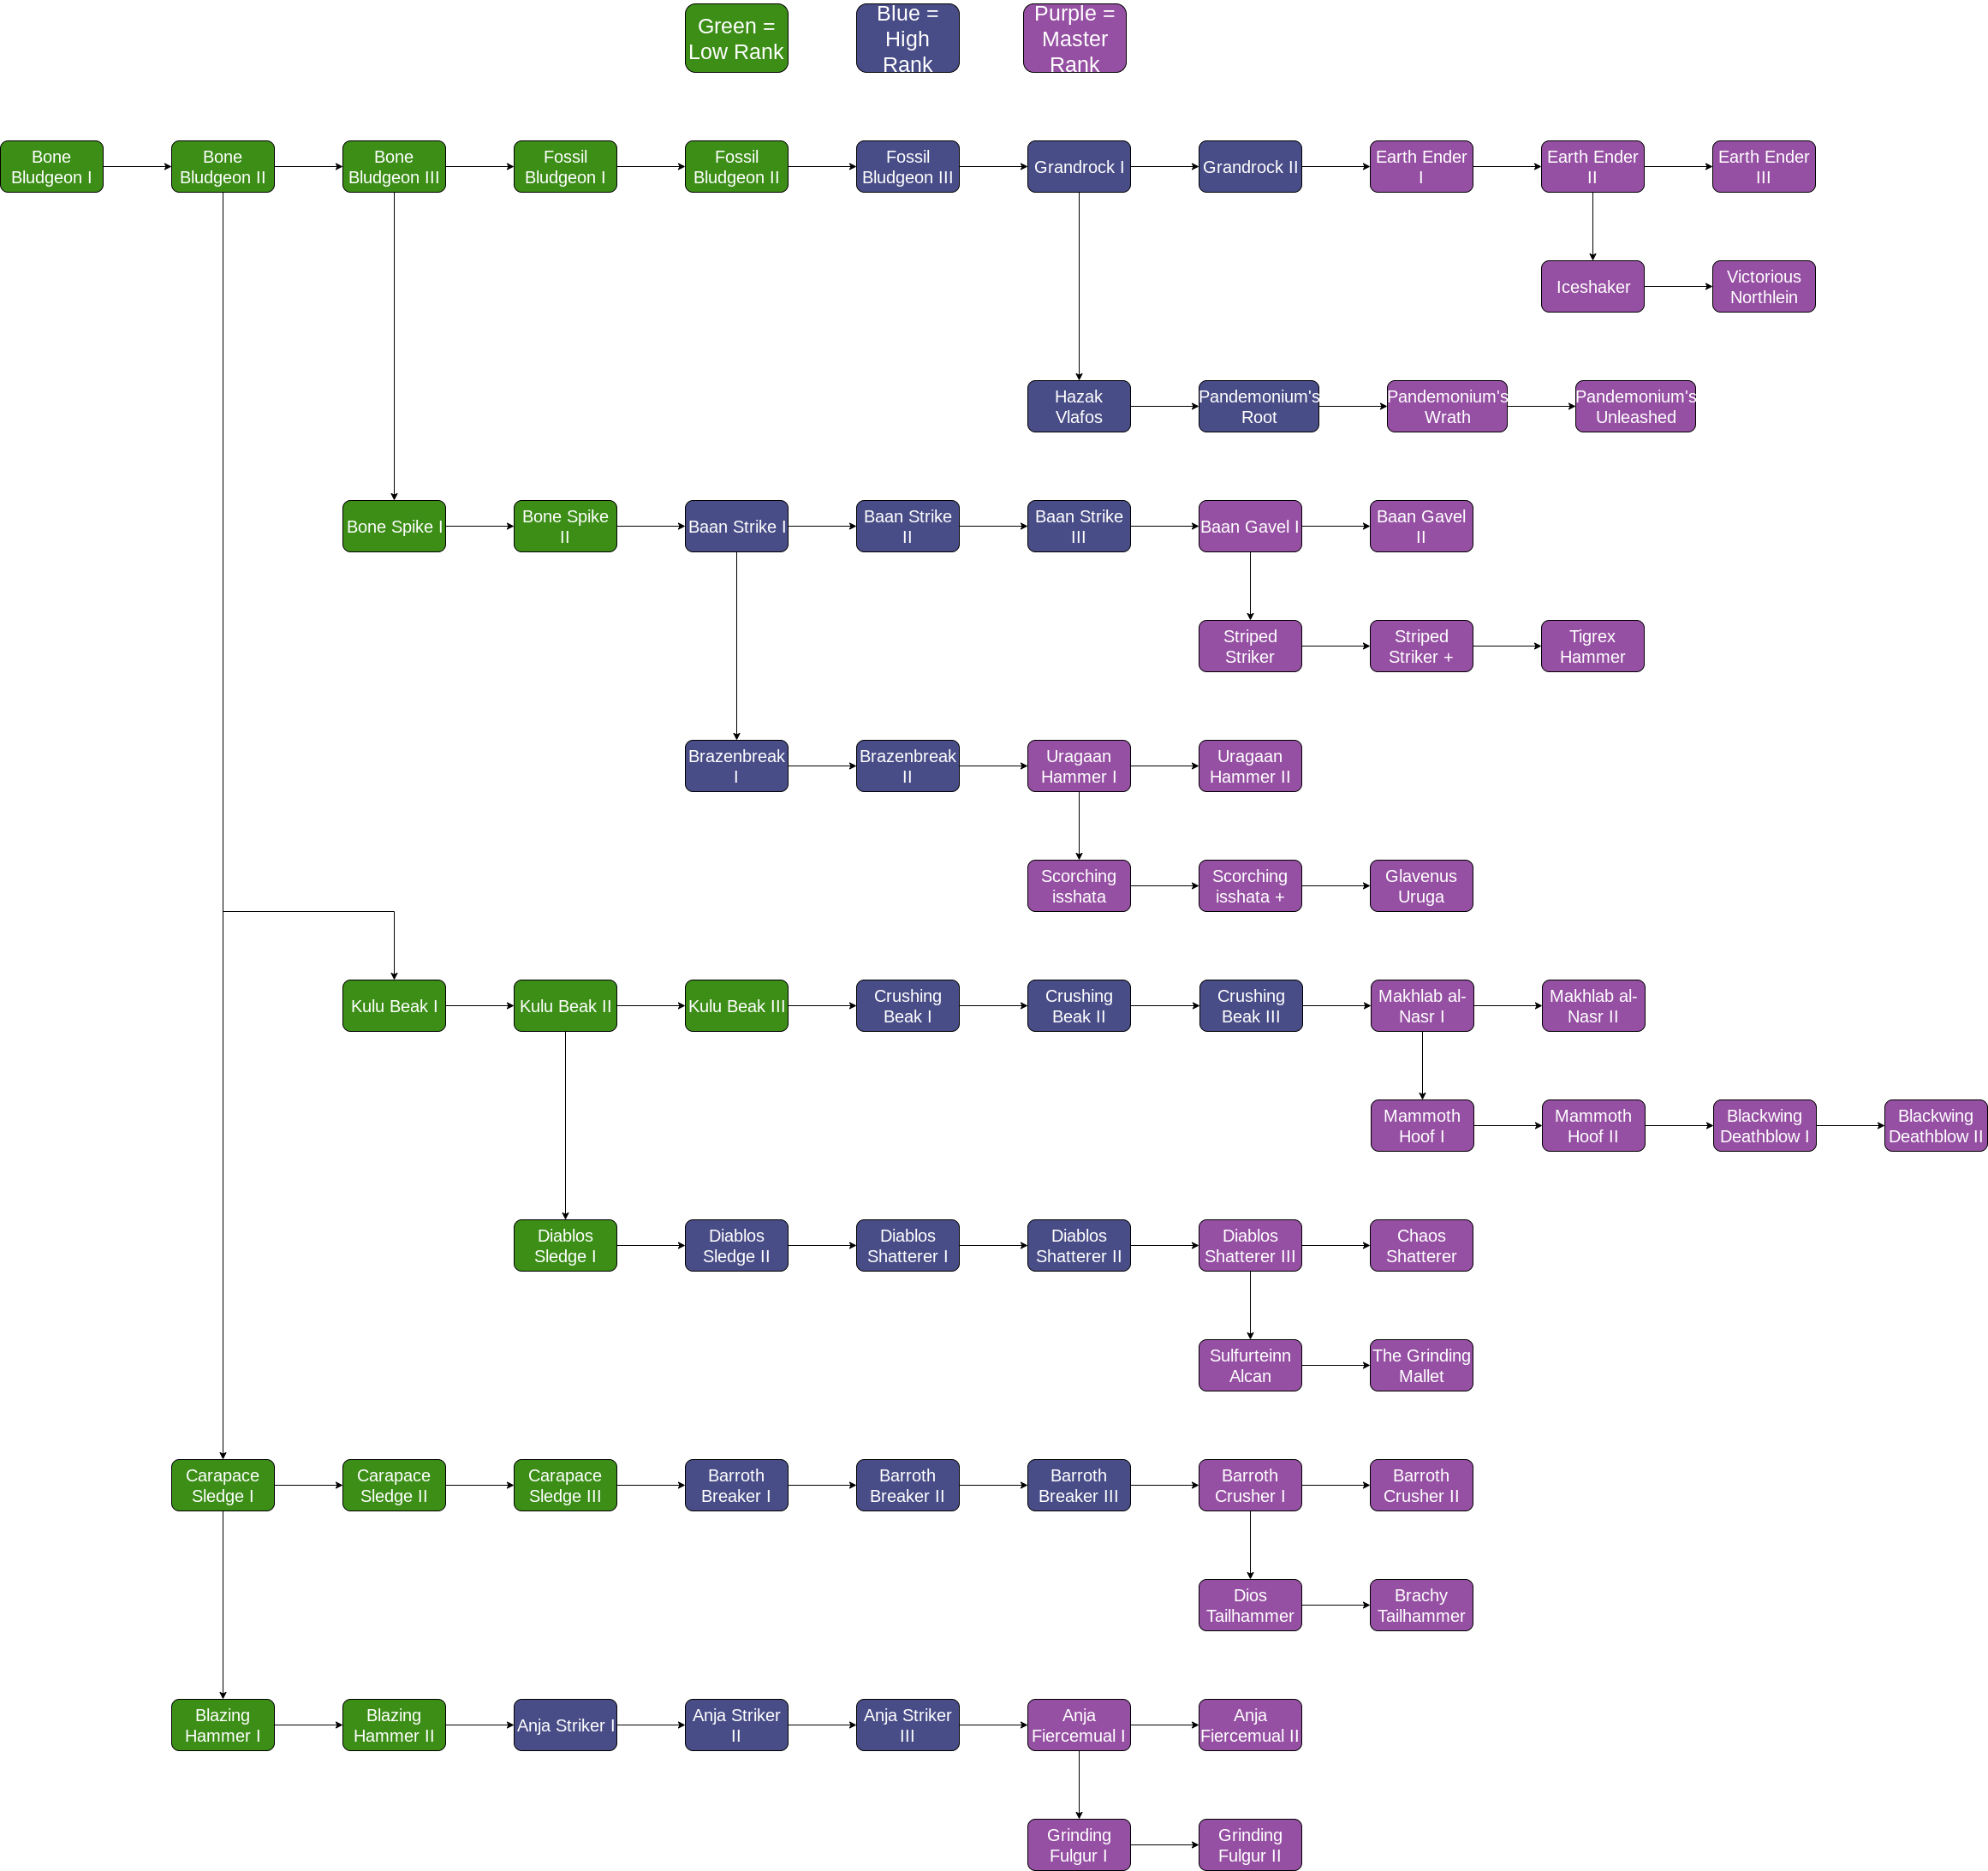 Green =
Low Rank
Blue =
High
Rank
Purple =
Master
Rank
Bone
Bludgeon I
Bone
Bludgeon II
Bone
Bludgeon III
Fossil
Bludgeon I
Fossil
Bludgeon II
Fossil
Bludgeon III
Grandrock I
Grandrock II
Earth Ender
I
Earth Ender
II
Earth Ender
III
Iceshaker
Victorious
Northlein
Hazak
Vlafos
Pandemonium's
Root
Pandemonium's
Wrath
Pandemonium's
Unleashed
Bone Spike I
Bone Spike
II
Baan Strike I
Baan Strike
II
Baan Strike
III
Baan Gavel I
Baan Gavel
II
Striped
Striker
Striped
Striker +
Tigrex
Hammer
Brazenbreak
I
Brazenbreak
II
Uragaan
Hammer I
Uragaan
Hammer II
Scorching
isshata
Scorching
isshata +
Glavenus
Uruga
Kulu Beak I
Kulu Beak II
Kulu Beak III
Crushing
Beak I
Crushing
Beak II
Crushing
Beak III
Makhlab al-
Nasr I
Makhlab al-
Nasr II
Mammoth
Hoof I
Mammoth
Hoof II
Blackwing
Deathblow I
Blackwing
Deathblow II
Diablos
Sledge I
Diablos
Sledge II
Diablos
Shatterer I
Diablos
Shatterer II
Diablos
Shatterer III
Chaos
Shatterer
Sulfurteinn
Alcan
The Grinding
Mallet
Carapace
Sledge I
Carapace
Sledge II
Carapace
Sledge III
Barroth
Breaker I
Barroth
Breaker II
Barroth
Breaker III
Barroth
Crusher I
Barroth
Crusher II
Dios
Tailhammer
Brachy
Tailhammer
Blazing
Hammer I
Blazing
Hammer II
Anja Striker I
Anja Striker
II
Anja Striker
III
Anja
Fiercemual I
Anja
Fiercemual II
Grinding
Fulgur I
Grinding
Fulgur II